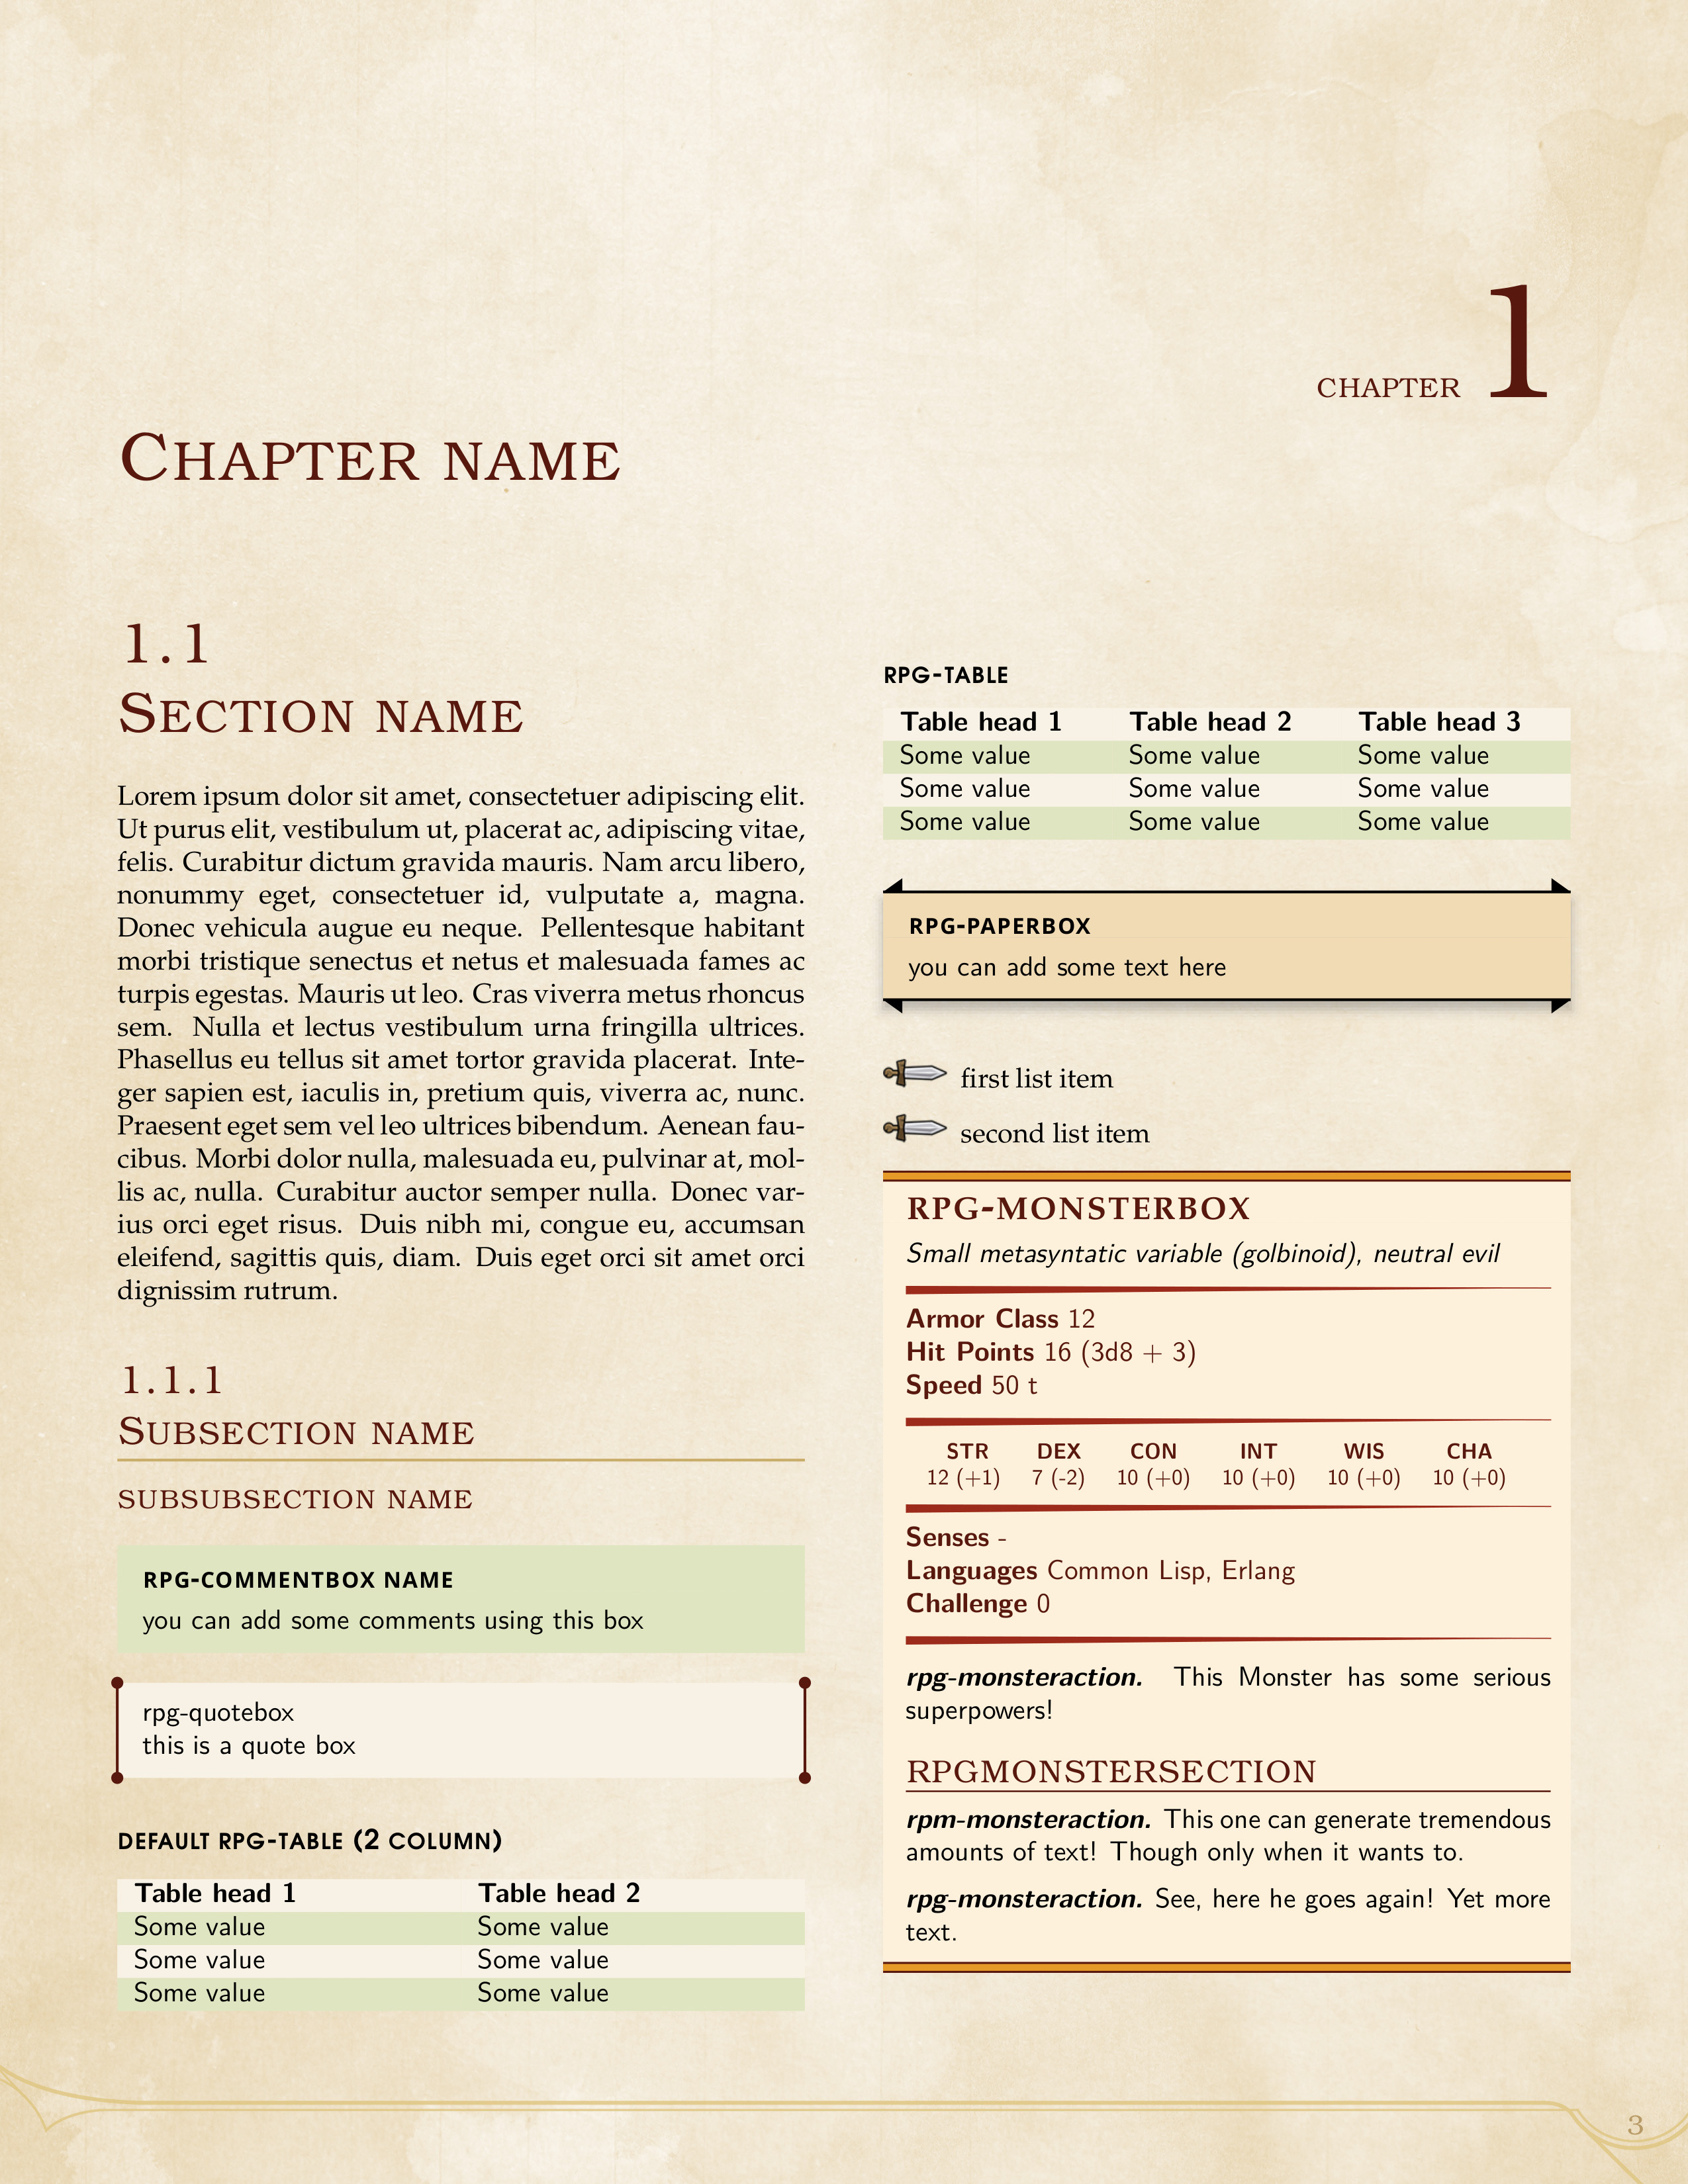 CHAPTER 1
CHAPTER NAME
1.1
SECTION NAME
Lorem ipsum dolor sit amet, consectetuer adipiscing elit.
Ut purus elit, vestibulum ut, placerat ac, adipiscing vitae,
felis. Curabitur dictum gravida mauris. Nam arcu libero,
nonummy eget, consectetuer id, vulputate a, magna.
Donec vehicula augue eu neque. Pellentesque habitant
morbi tristique senectus et netus et malesuada fames ac
turpis egestas. Mauris ut leo. Cras viverra metus rhoncus
sem. Nulla et lectus vestibulum urna fringilla ultrices.
Phasellus eu tellus sit amet tortor gravida placerat. Inte-
ger sapien est, iaculis in, pretium quis, viverra ac, nunc.
Praesent eget sem vel leo ultrices bibendum. Aenean fau-
cibus. Morbi dolor nulla, malesuada eu, pulvinar at, mol-
lis ac, nulla. Curabitur auctor semper nulla. Donec var-
ius orci eget risus. Duis nibh mi, congue eu, accumsan
eleifend, sagittis quis, diam. Duis eget orci sit amet orci
dignissim rutrum.
1.1.1
SUBSECTION NAME
SUBSUBSECTION NAME
RPG-COMMENTBOX NAME
you can add some comments using this box
rpg-quotebox
this is a quote box
DEFAULT RPG-TABLE (2 COLUMN)
Table head 1 Table head 2
Some value Some value
Some value Some value
Some value Some value
RPG-TABLE
Table head 1 Table head 2 Table head 3
Some value Some value Some value
Some value Some value Some value
Some value Some value Some value
RPG-PAPERBOX
you can add some text here
first list item
second list item
RPG-MONSTERBOX
Small metasyntatic variable (golbinoid), neutral evil
Armor Class 12
Hit Points 16 (3d8 + 3)
Speed 50 t
STR DEX CON INT WIS CHA
12 (+1) 7 (-2) 10 (+0) 10 (+0) 10 (+0) 10 (+0)
Senses -
Languages Common Lisp, Erlang
Challenge 0
rpg-monsteraction. This Monster has some serious
superpowers!
RPGMONSTERSECTION
rpm-monsteraction. This one can generate tremendous
amounts of text! Though only when it wants to.
rpg-monsteraction. See, here he goes again! Yet more
text.
3